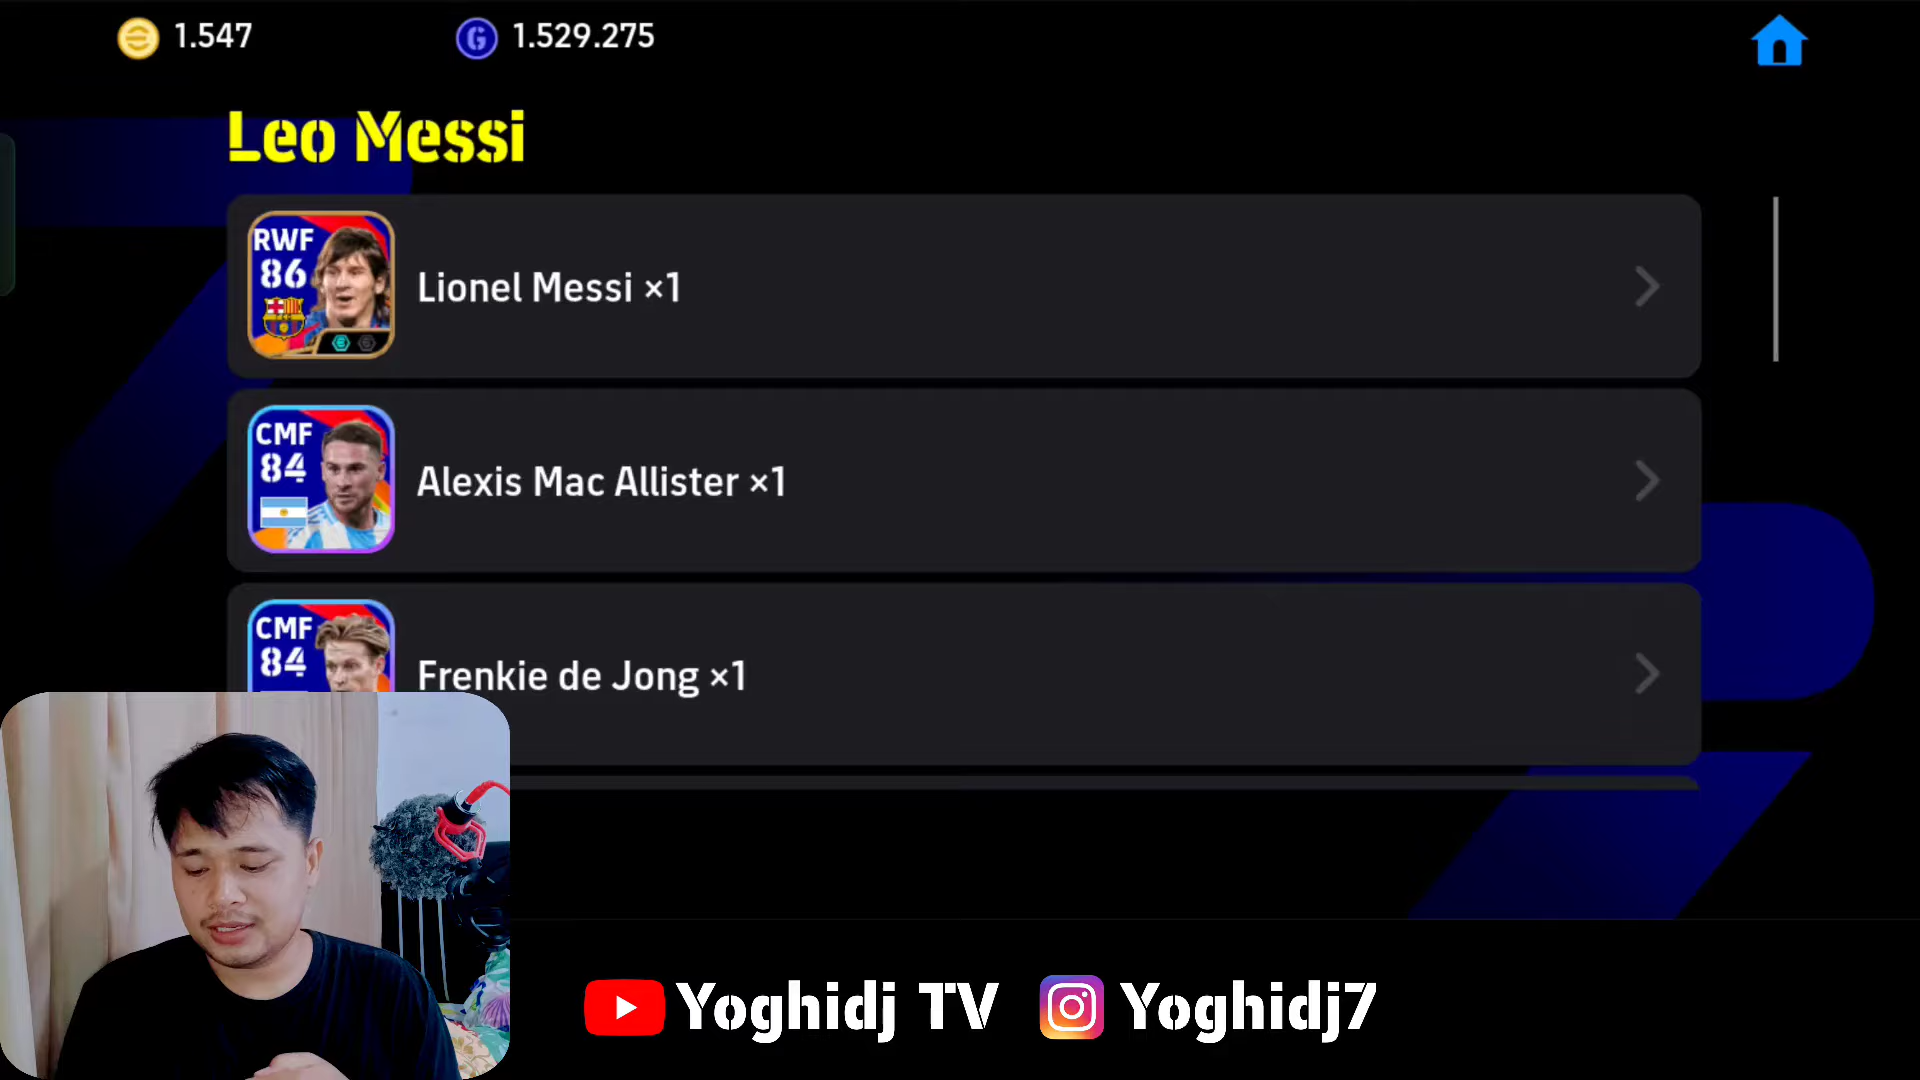 1.547
1.529.275
Leo Messi
RWF
86
Lionel Messi ×1
CMF
84
Alexis Mac Allister ×1
CMF
84
Frenkie de Jong ×1
Yoghidj TV
Yoghidj7